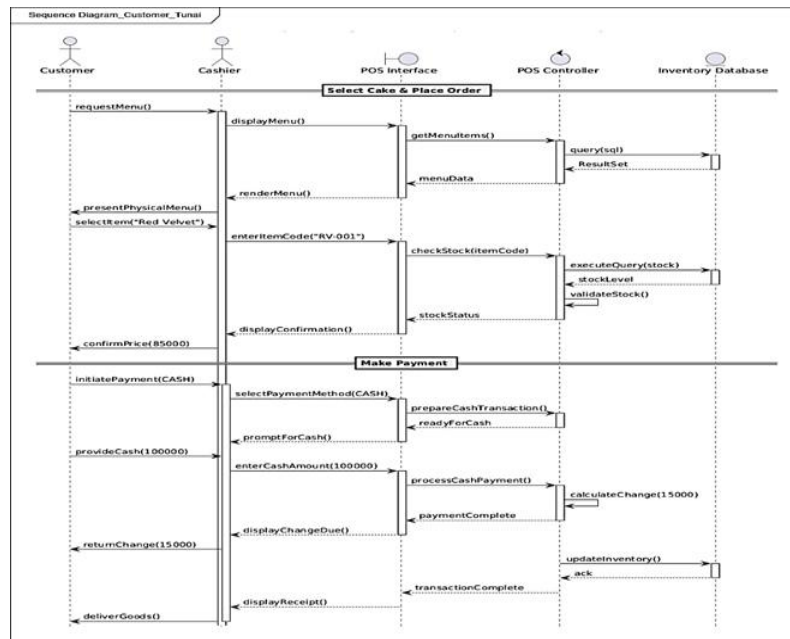 Sequence Diagram_Customer_Tunai
Customer
Cashier
POS Interface
POS Controller
Inventory Database
Select Cake & Place Order
requestMenu()
displayMenu()
getMenuItems()
query(sql)
ResultSet
menuData
renderMenu()
presentPhysicalMenu()
selectItem("Red Velvet")
enterItemCode("RV-001")
checkStock(itemCode)
executeQuery(stock)
stockLevel
validateStock()
stockStatus
displayConfirmation()
confirmPrice(85000)
Make Payment
initiatePayment(CASH)
selectPaymentMethod(CASH)
prepareCashTransaction()
readyForCash
promptForCash()
provideCash(100000)
enterCashAmount(100000)
processCashPayment()
calculateChange(15000)
paymentComplete
displayChangeDue()
returnChange(15000)
updateInventory()
ack
transactionComplete
displayReceipt()
deliverGoods()